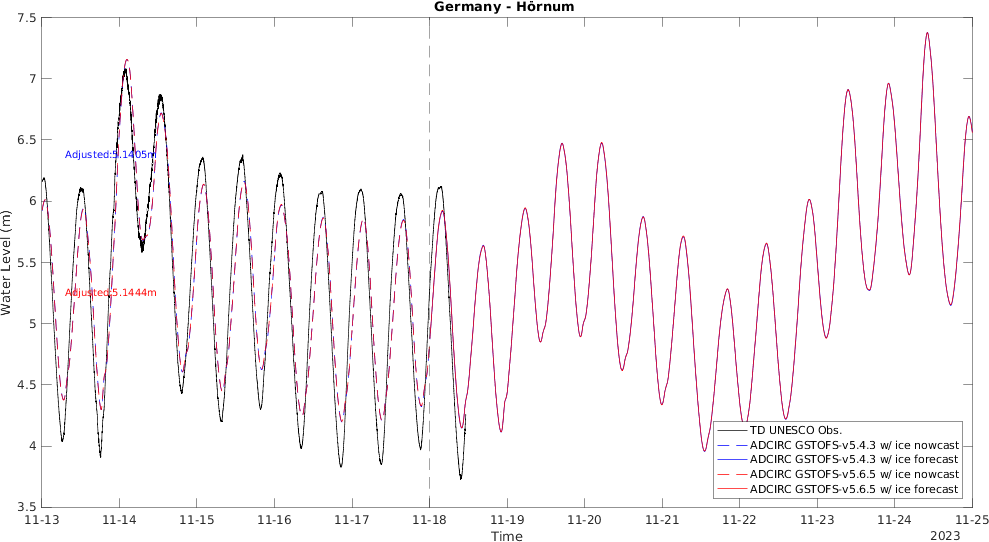 Germany - Hörnum
Water Level (m)
7.5
7
6.5
6
5.5
5
4.5
4
3.5
Adjusted:5.1405m
Adjusted:5.1444m
TD UNESCO Obs.
ADCIRC GSTOFS-v5.4.3 w/ ice nowcast
ADCIRC GSTOFS-v5.4.3 w/ ice forecast
ADCIRC GSTOFS-v5.6.5 w/ ice nowcast
ADCIRC GSTOFS-v5.6.5 w/ ice forecast
11-13 11-14 11-15 11-16 11-17 11-18 11-19 11-20 11-21 11-22 11-23 11-24 11-25
Time
2023